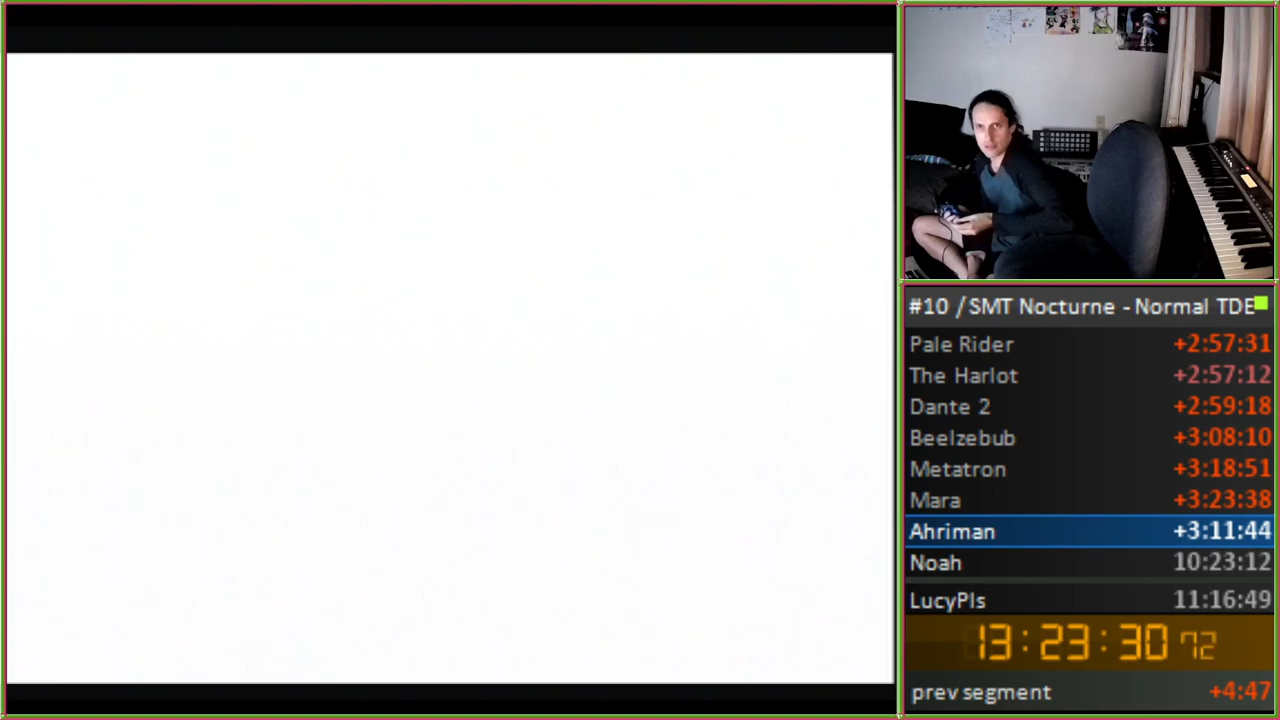 #10 / SMT Nocturne - Normal TDE
Pale Rider +2:57:31
The Harlot +2:57:12
Dante 2 +2:59:18
Beelzebub +3:08:10
Metatron +3:18:51
Mara +3:23:38
Ahriman +3:11:44
Noah 10:23:12
LucyPls 11:16:49
13:23:30 72
prev segment +4:47